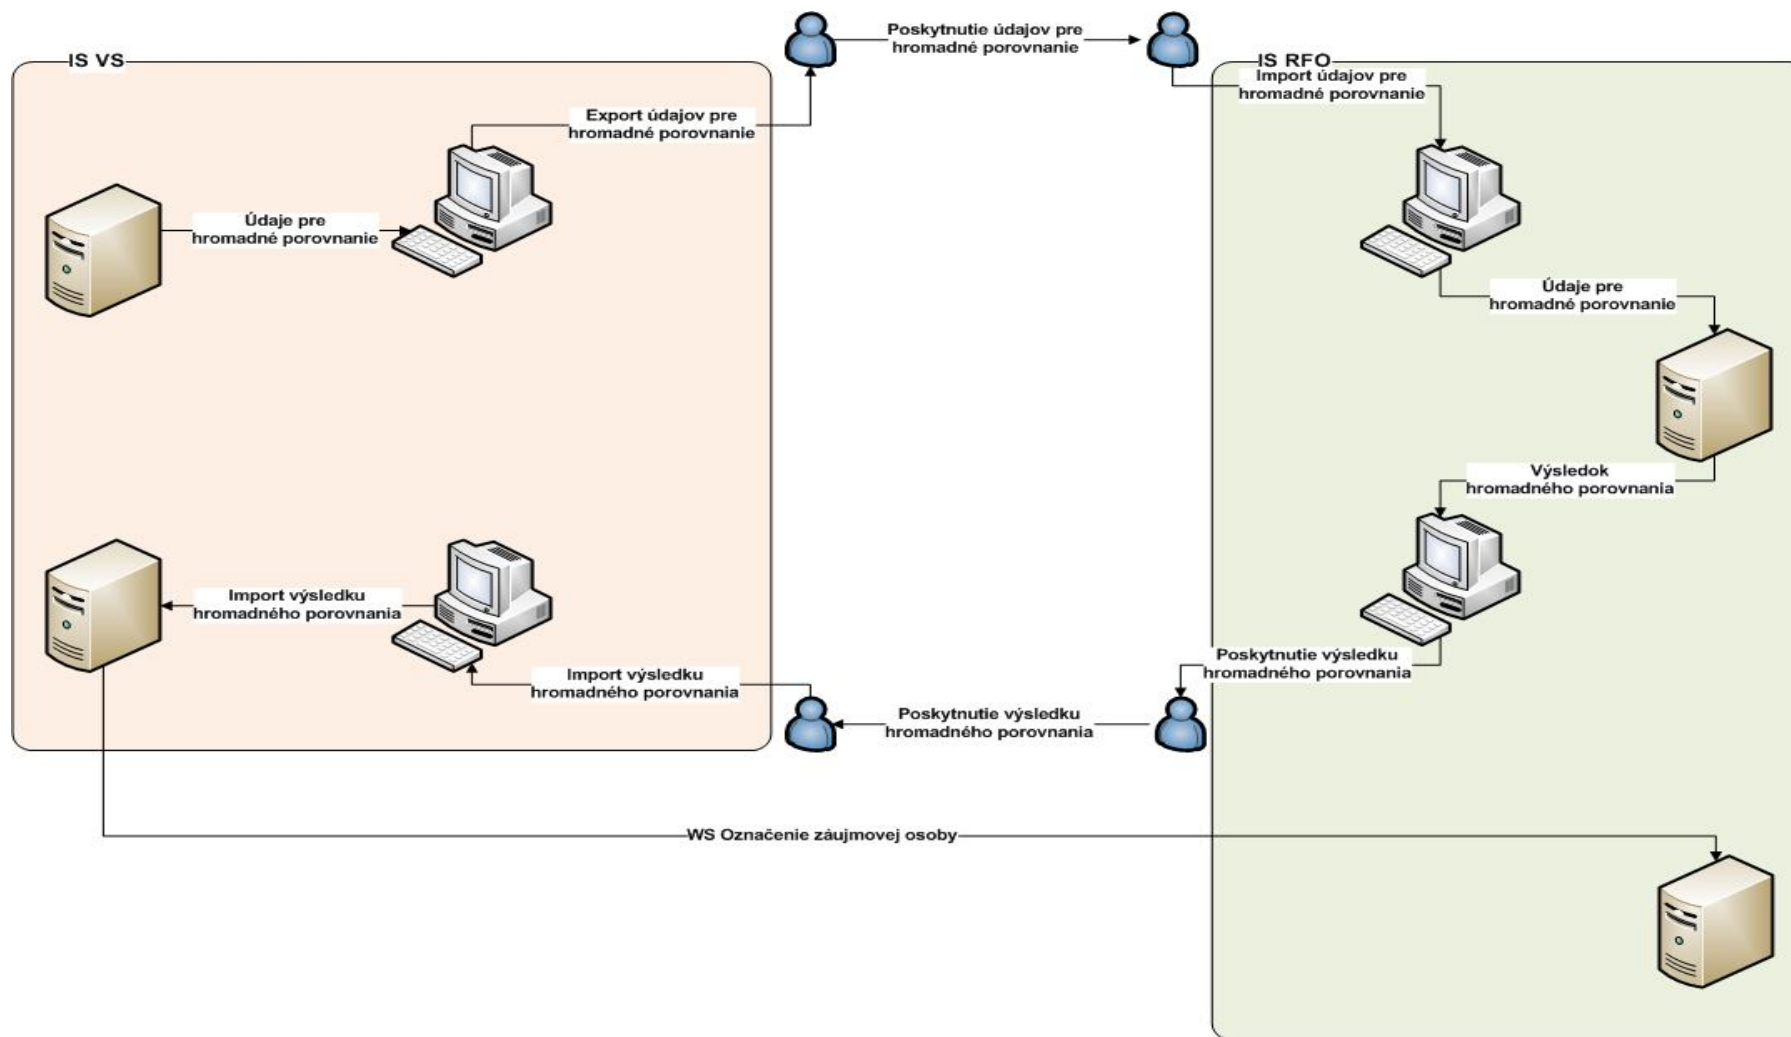 IS VS
Poskytnutie údajov pre
hromadné porovnanie
IS RFO
Import údajov pre
hromadné porovnanie
Export údajov pre
hromadné porovnanie
Údaje pre
hromadné porovnanie
Údaje pre
hromadné porovnanie
Výsledok
hromadného porovnania
Import výsledku
hromadného porovnania
Import výsledku
hromadného porovnania
Poskytnutie výsledku
hromadného porovnania
Poskytnutie výsledku
hromadného porovnania
WS Označenie záujmovej osoby